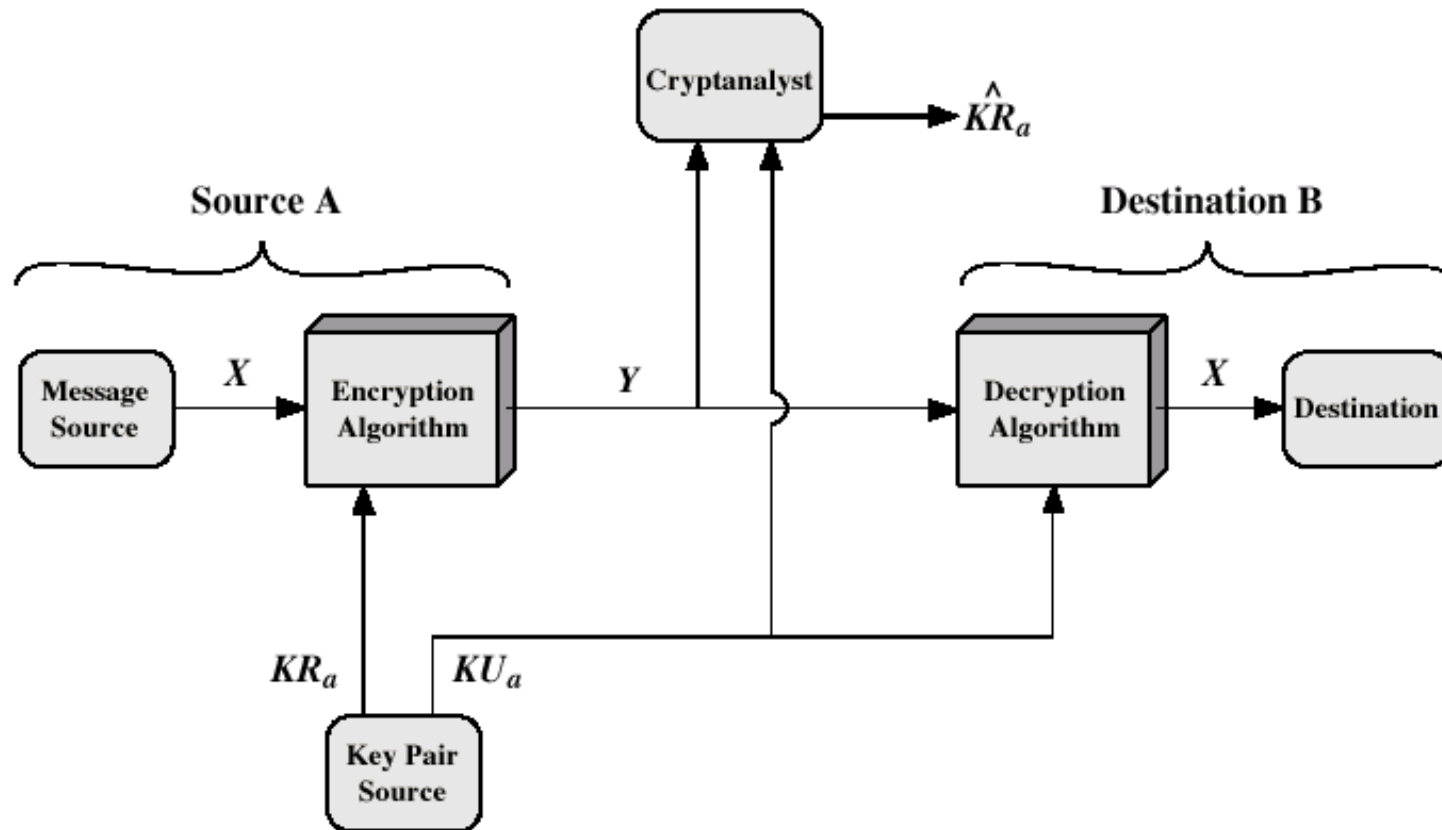 Cryptanalyst
K̂R_a
Source A
Destination B
Message
Source
X
Encryption
Algorithm
Y
Decryption
Algorithm
X
Destination
KR_a
KU_a
Key Pair
Source